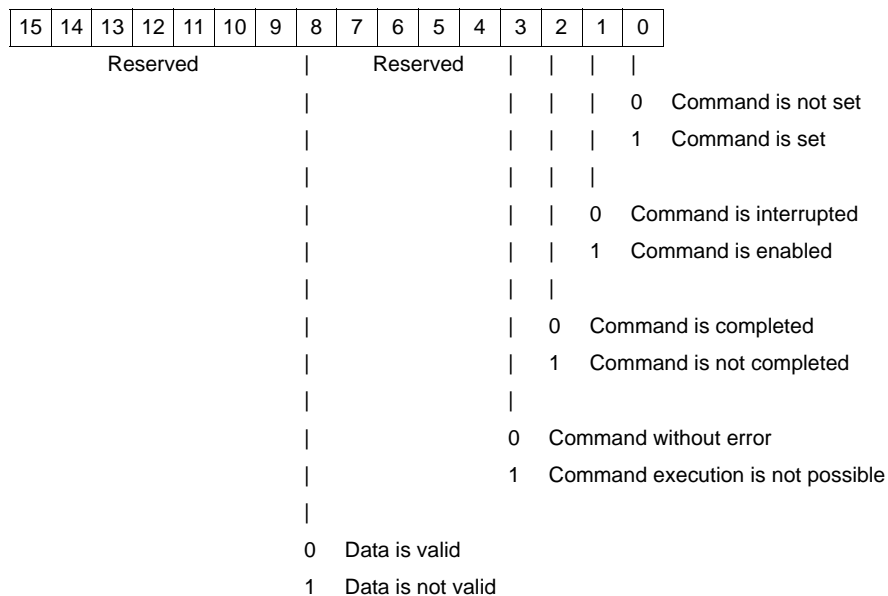 15 14 13 12 11 10 9 8 7 6 5 4 3 2 1 0
Reserved | Reserved | | | |
| | | | 0 Command is not set
| | | | 1 Command is set
| | | |
| | | 0 Command is interrupted
| | | 1 Command is enabled
| | |
| | 0 Command is completed
| | 1 Command is not completed
| |
| 0 Command without error
| 1 Command execution is not possible
|
0 Data is valid
1 Data is not valid